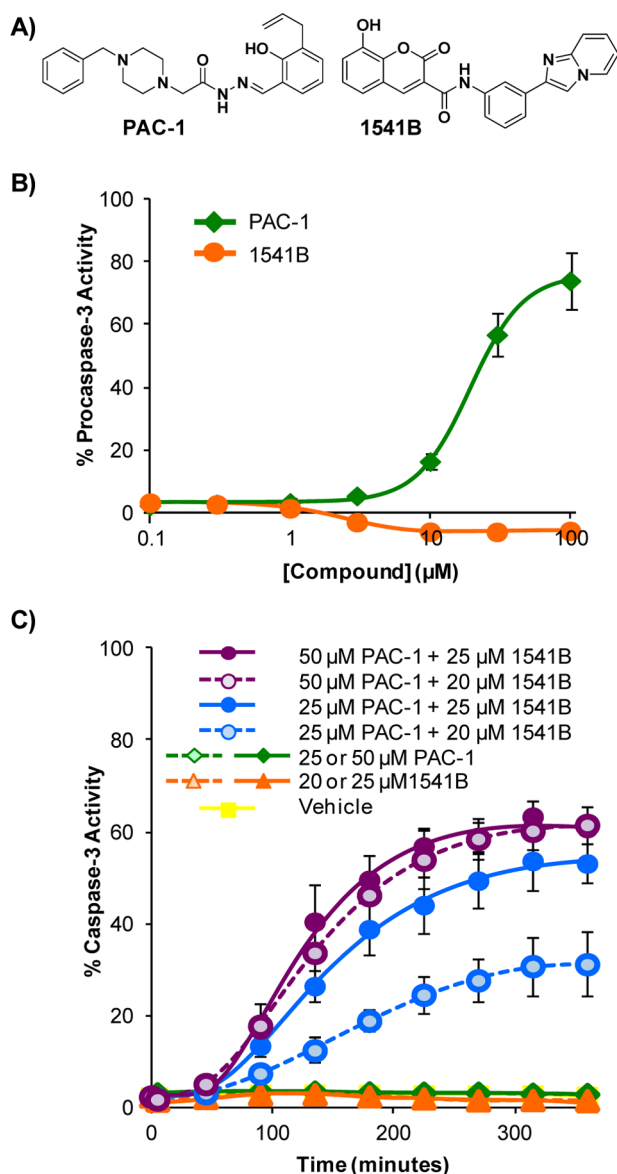 A)
O
OH
N
N
N
H
N
PAC-1
HO
O
O
H
N
O
N
N
1541B
B)
100
80
60
40
20
0
% Procaspase-3 Activity
PAC-1
1541B
0.1
1
10
100
[Compound] (µM)
C)
100
80
60
40
20
0
% Caspase-3 Activity
50 µM PAC-1 + 25 µM 1541B
50 µM PAC-1 + 20 µM 1541B
25 µM PAC-1 + 25 µM 1541B
25 µM PAC-1 + 20 µM 1541B
25 or 50 µM PAC-1
20 or 25 µM1541B
Vehicle
0
100
200
300
Time (minutes)